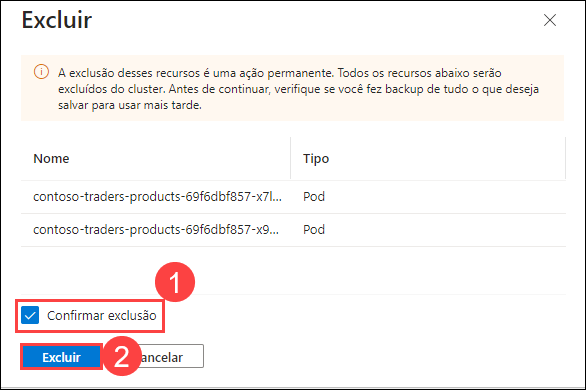 Excluir
A exclusão desses recursos é uma ação permanente. Todos os recursos abaixo serão
excluídos do cluster. Antes de continuar, verifique se você fez backup de tudo o que deseja
salvar para usar mais tarde.
Nome Tipo
contoso-traders-products-69f6dbf857-x7l... Pod
contoso-traders-products-69f6dbf857-x9... Pod
1
Confirmar exclusão
Excluir 2 ancelar